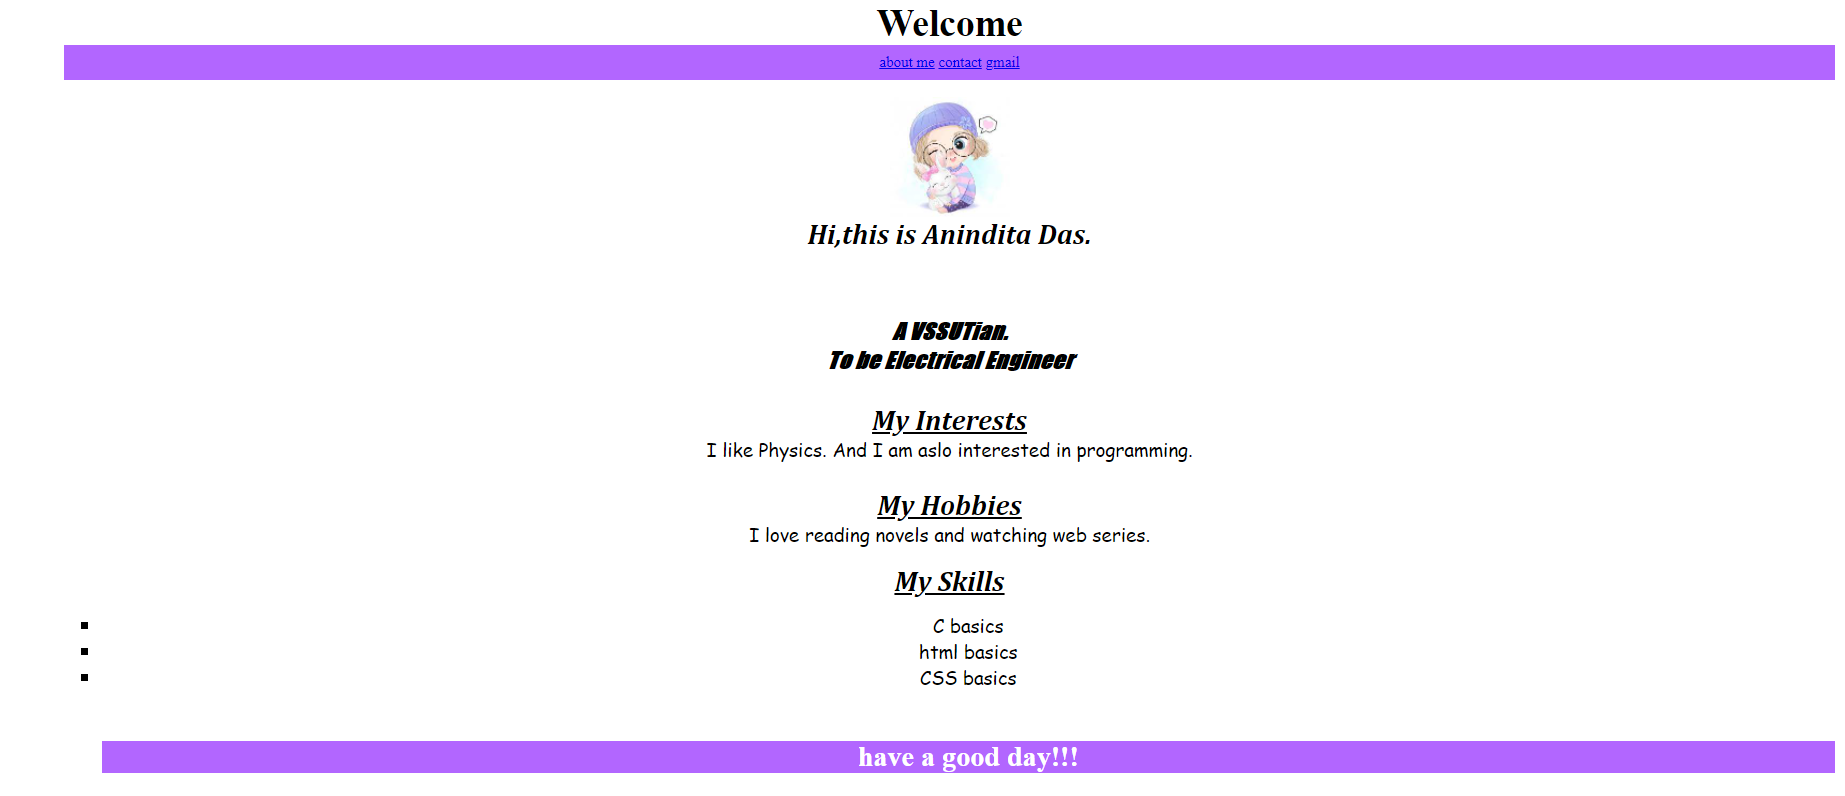 Welcome
about me contact gmail
Hi,this is Anindita Das.
A VSSUTian.
To be Electrical Engineer
My Interests
I like Physics. And I am aslo interested in programming.
My Hobbies
I love reading novels and watching web series.
My Skills
C basics
html basics
CSS basics
have a good day!!!